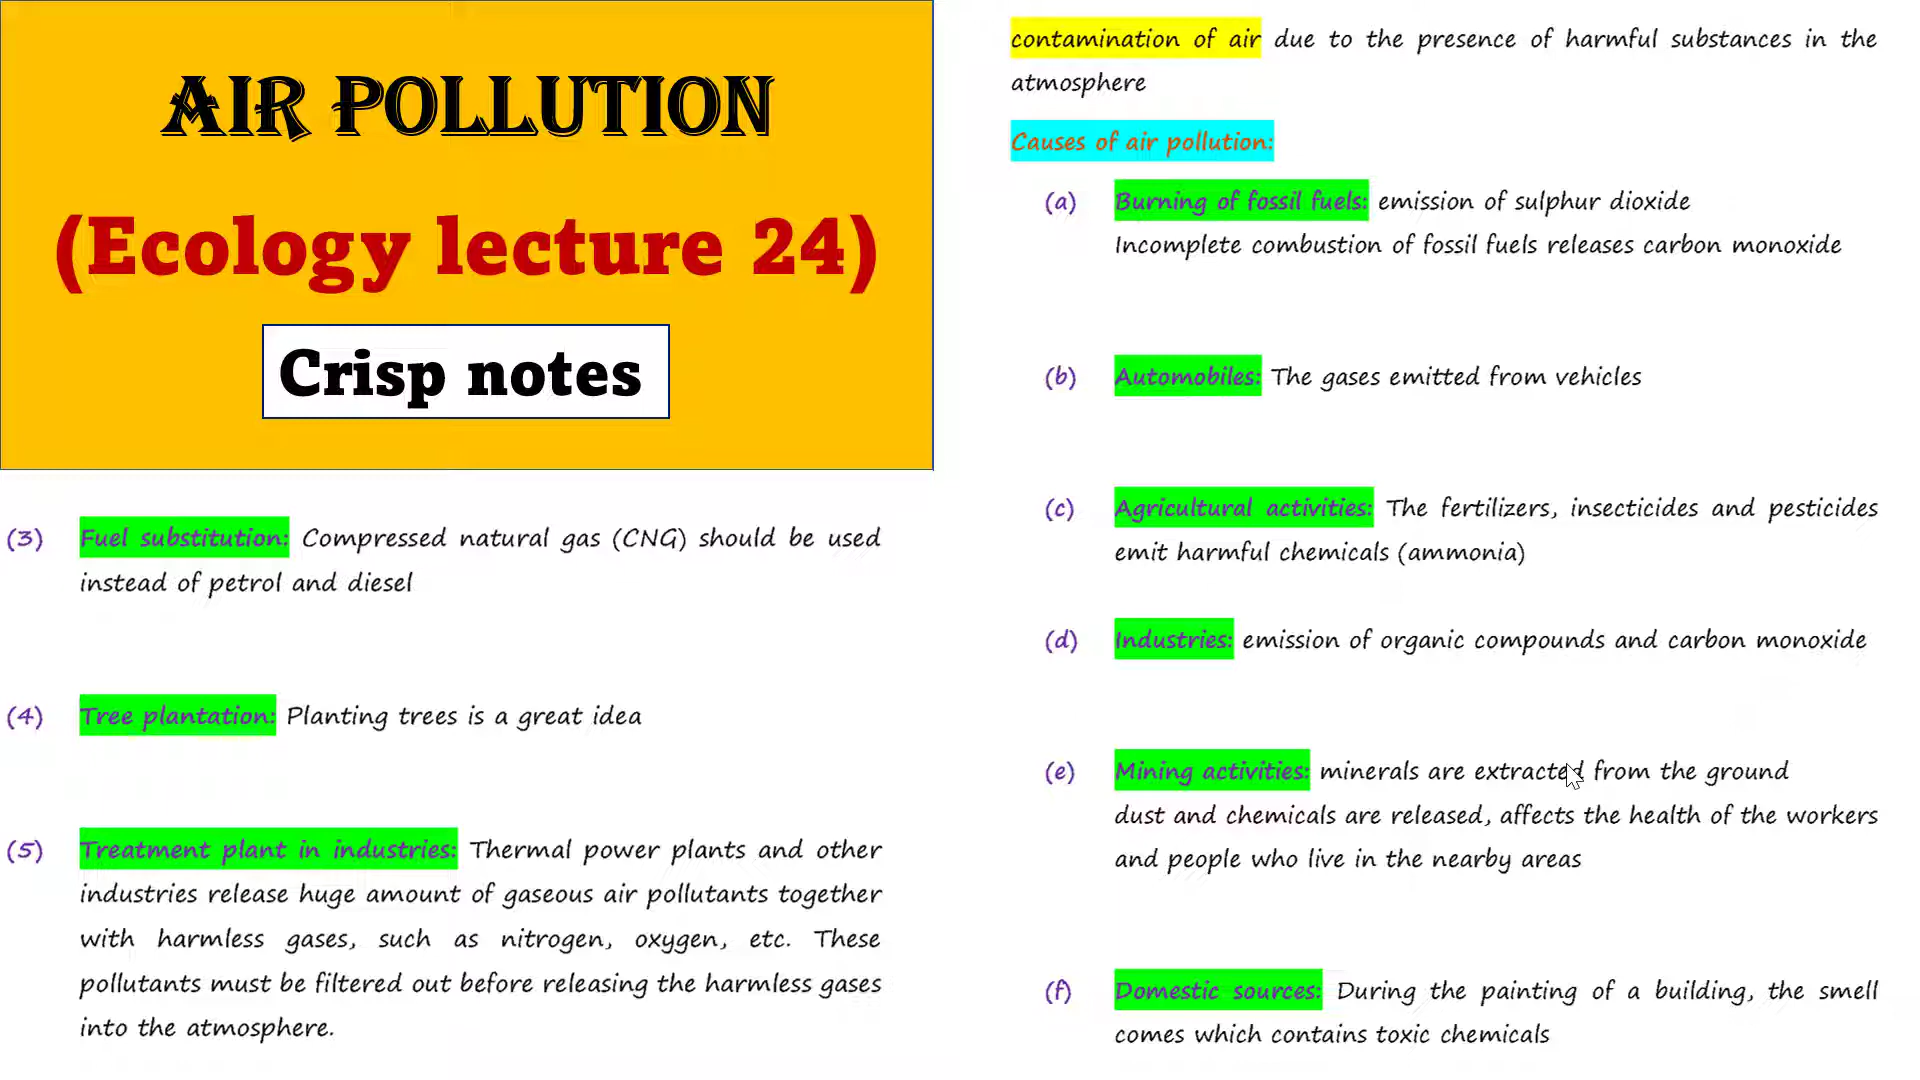 AIR POLLUTION
(Ecology lecture 24)
Crisp notes
(3) Fuel substitution: Compressed natural gas (CNG) should be used
instead of petrol and diesel
(4) Tree plantation: Planting trees is a great idea
(5) Treatment plant in industries: Thermal power plants and other
industries release huge amount of gaseous air pollutants together
with harmless gases, such as nitrogen, oxygen, etc. These
pollutants must be filtered out before releasing the harmless gases
into the atmosphere.
contamination of air due to the presence of harmful substances in the
atmosphere
Causes of air pollution:
(a) Burning of fossil fuels: emission of sulphur dioxide
Incomplete combustion of fossil fuels releases carbon monoxide
(b) Automobiles: The gases emitted from vehicles
(c) Agricultural activities: The fertilizers, insecticides and pesticides
emit harmful chemicals (ammonia)
(d) Industries: emission of organic compounds and carbon monoxide
(e) Mining activities: minerals are extracted from the ground
dust and chemicals are released, affects the health of the workers
and people who live in the nearby areas
(f) Domestic sources: During the painting of a building, the smell
comes which contains toxic chemicals